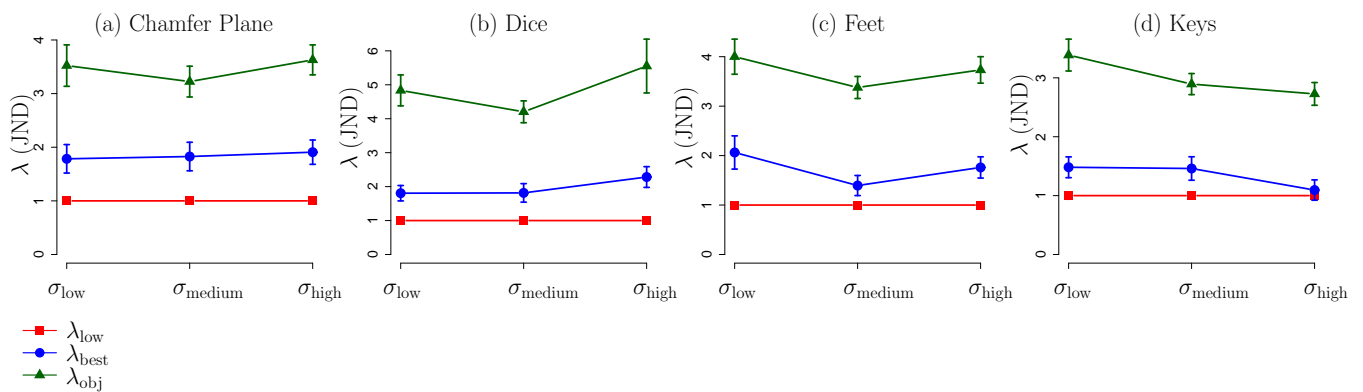 (a) Chamfer Plane
λ (JND)
0 1 2 3 4
σlow σmedium σhigh
(b) Dice
λ (JND)
0 1 2 3 4 5 6
σlow σmedium σhigh
(c) Feet
λ (JND)
0 1 2 3 4
σlow σmedium σhigh
(d) Keys
λ (JND)
0 1 2 3
σlow σmedium σhigh
λlow
λbest
λobj